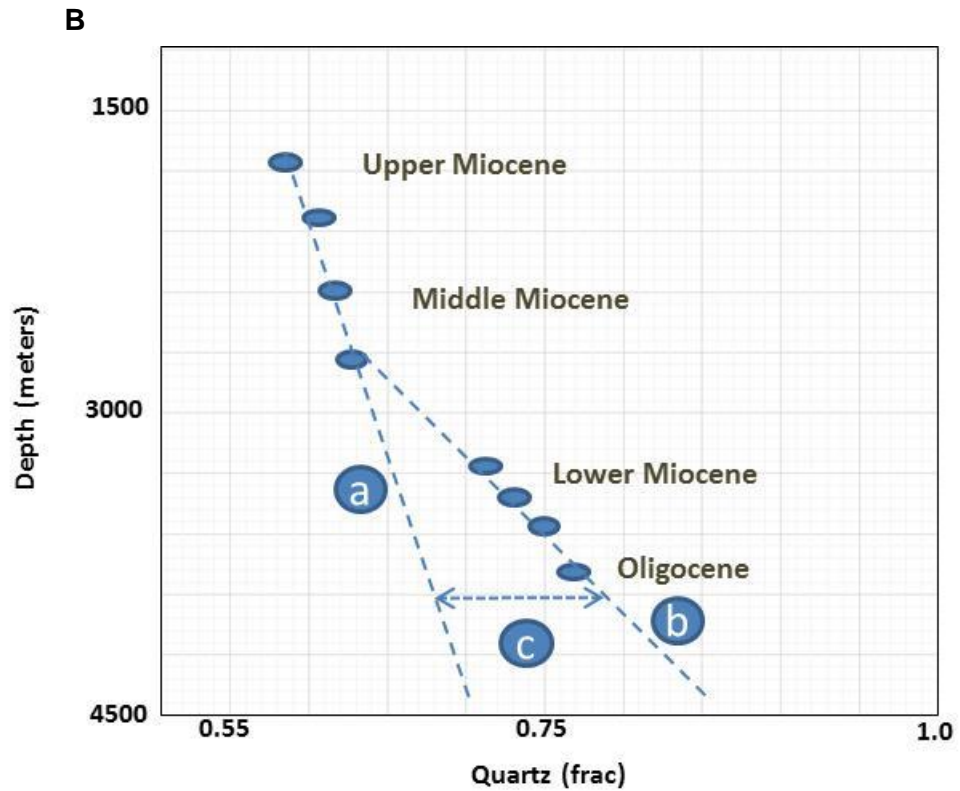 B
1500
Upper Miocene
Middle Miocene
3000
Lower Miocene
a
Oligocene
b
c
4500
0.55 0.75 1.0
Depth (meters)
Quartz (frac)